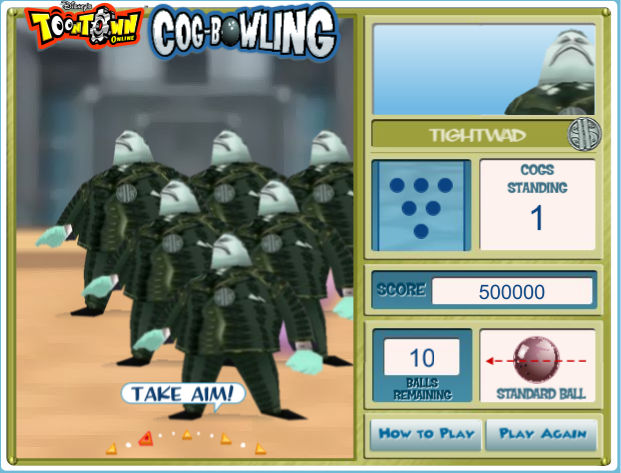 Disney's
TOONTOWN
ONLINE
COG-BOWLING
TIGHTWAD
COGS
STANDING
1
SCORE
500000
10
BALLS
REMAINING
STANDARD BALL
TAKE AIM!
HOW TO PLAY
PLAY AGAIN